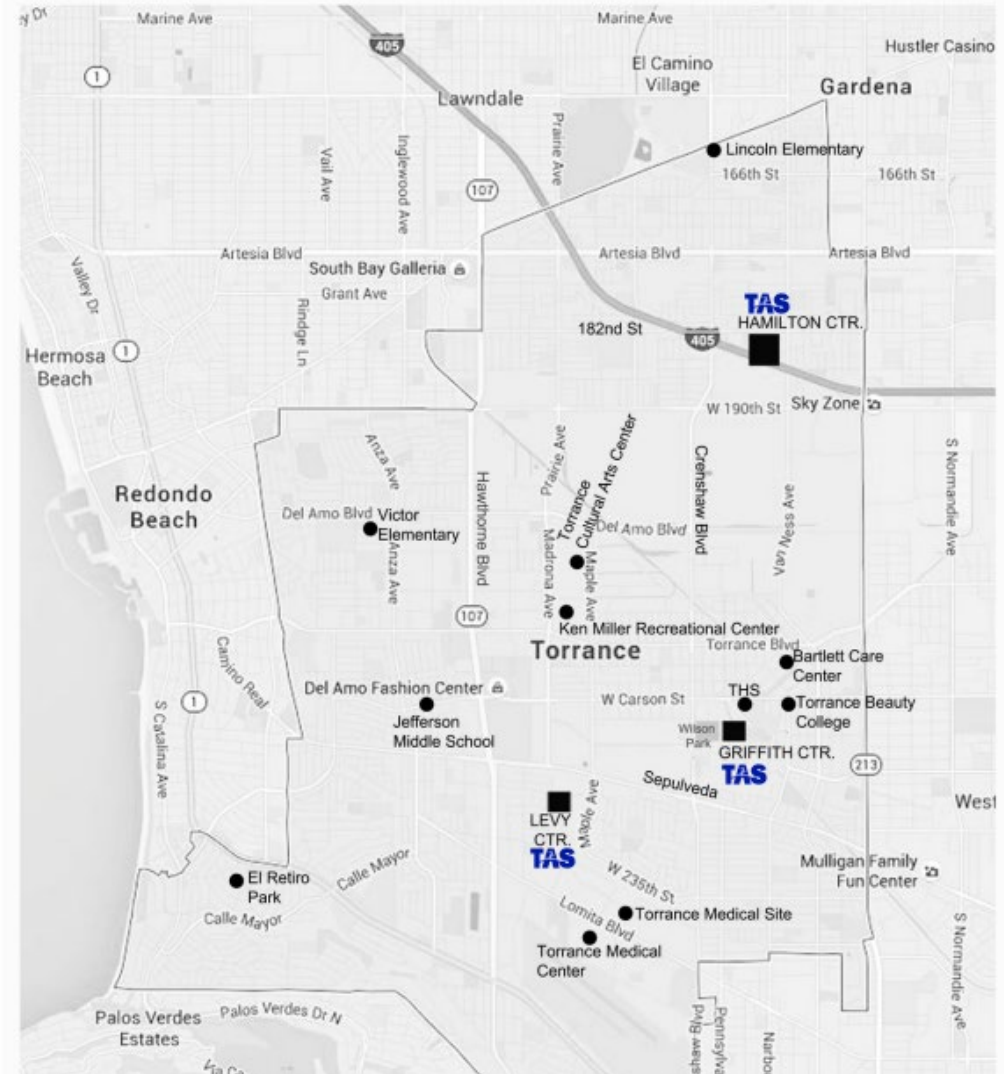 Marine Ave
Marine Ave
405
Hustler Casino
El Camino
Village
1
Gardena
Lawndale
Prairie Ave
Inglewood Ave
Vail Ave
Lincoln Elementary
166th St
166th St
107
Artesia Blvd
Artesia Blvd
Artesia Blvd
South Bay Galleria
Valley Dr
Grant Ave
Rindge Ln
TAS
HAMILTON CTR.
182nd St
405
Hermosa
Beach
1
W 190th St
Sky Zone
Anza Ave
Prairie Ave
Torrance
Cultural Arts Center
Crenshaw Blvd
S Normandie Ave
Redondo
Beach
Hawthorne Blvd
Del Amo Blvd
Victor
Elementary
Del Amo Blvd
Van Ness Ave
Anza Ave
Madrona Ave
Maple Ave
107
Ken Miller Recreational Center
Torrance
Torrance Blvd
Bartlett Care
Center
Camino Real
Del Amo Fashion Center
W Carson St
THS
1
S Catalina Ave
Jefferson
Middle School
Torrance Beauty
College
Wilson
Park
GRIFFITH CTR.
TAS
213
Sepulveda
West
Maple Ave
LEVY
CTR.
TAS
Mulligan Family
Fun Center
El Retiro
Park
Calle Mayor
W 235th St
Calle Mayor
Lomita Blvd
Torrance Medical Site
Torrance Medical
Center
S Normandie Ave
Palos Verdes
Estates
Palos Verdes Dr N